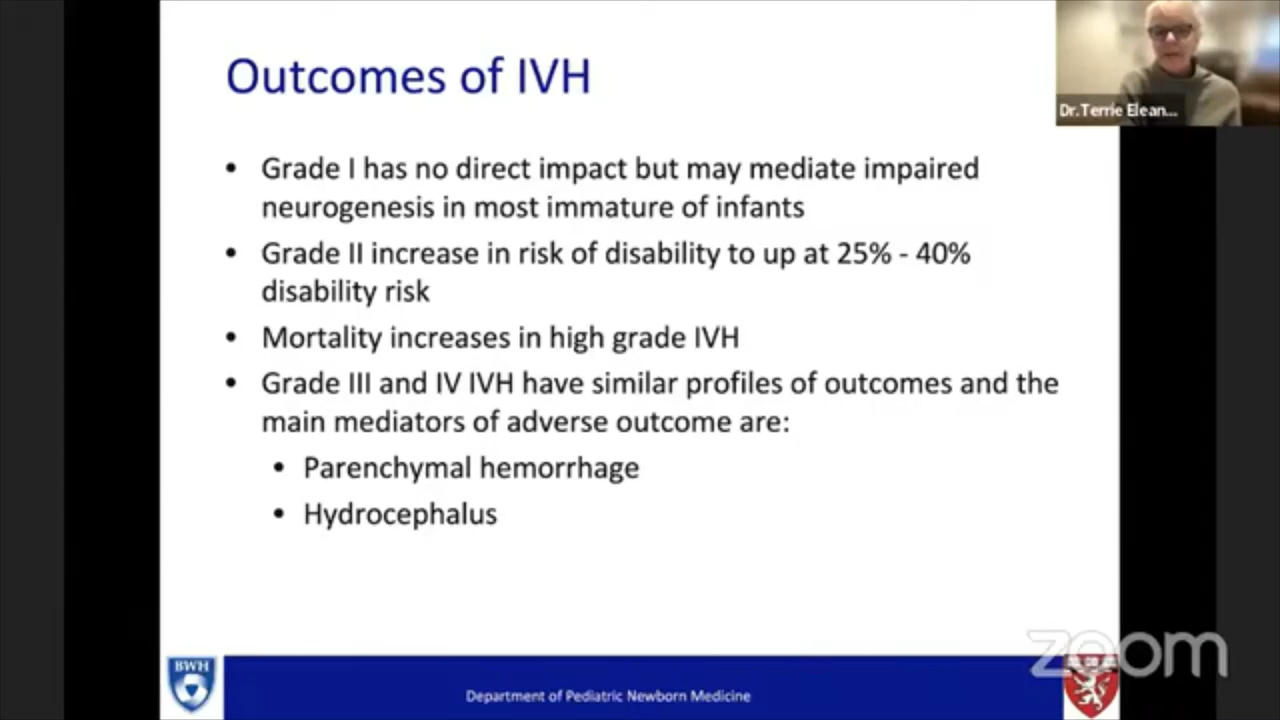 Outcomes of IVH
Dr.Terrie Elean...
• Grade I has no direct impact but may mediate impaired
neurogenesis in most immature of infants
• Grade II increase in risk of disability to up at 25% - 40%
disability risk
• Mortality increases in high grade IVH
• Grade III and IV IVH have similar profiles of outcomes and the
main mediators of adverse outcome are:
• Parenchymal hemorrhage
• Hydrocephalus
zoom
BWH
Department of Pediatric Newborn Medicine